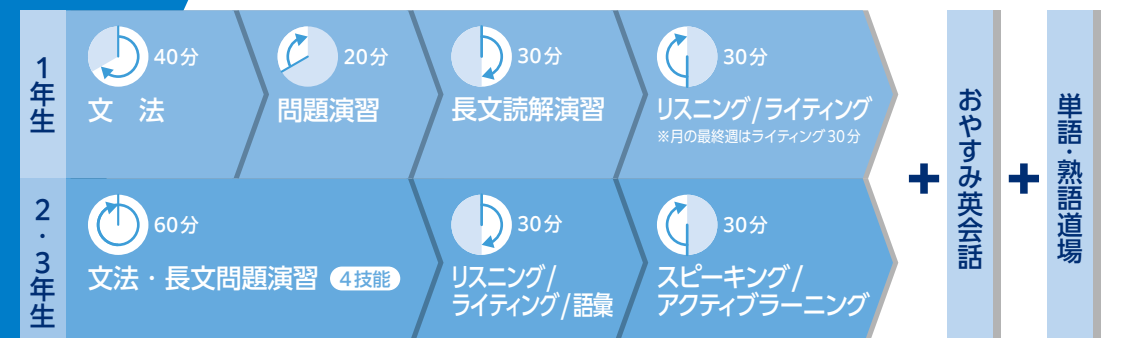 1年生
40分
文　法
20分
問題演習
30分
長文読解演習
30分
リスニング/ライティング
※月の最終週はライティング30分
2・3年生
60分
文法・長文問題演習 4技能
30分
リスニング/
ライティング/語彙
30分
スピーキング/
アクティブラーニング
+
おやすみ英会話
+
単語・熟語道場